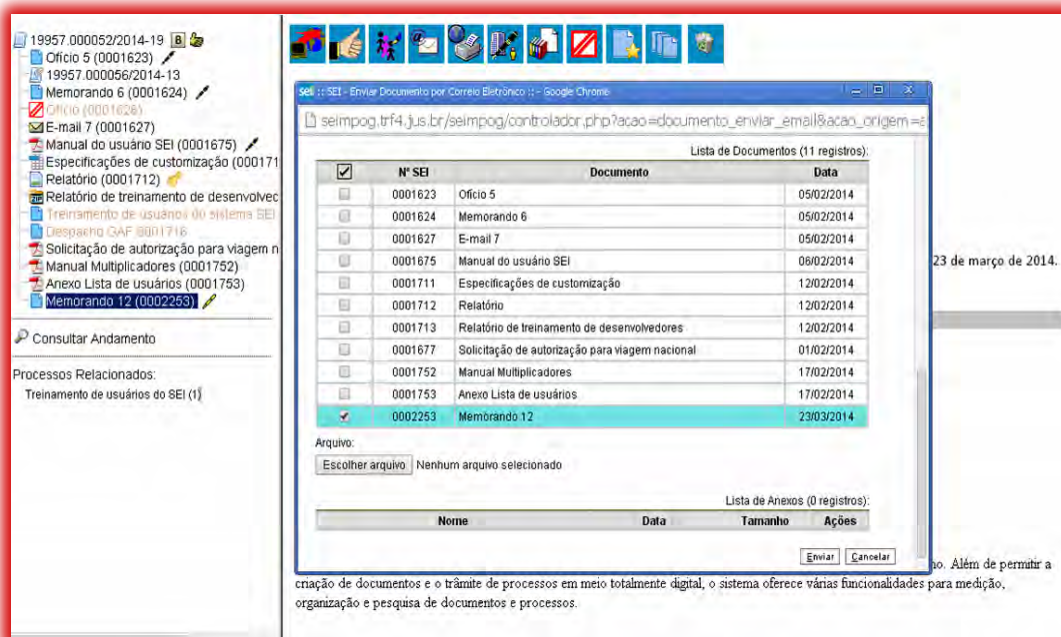 19957.000052/2014-19 B
Ofício 5 (0001623)
19957.000056/2014-13
Memorando 6 (0001624)
Ofício (0001626)
E-mail 7 (0001627)
Manual do usuário SEI (0001675)
Especificações de customização (000171
Relatório (0001712)
Relatório de treinamento de desenvolvec
Treinamento de usuários do sistema SEI
Despacho GAF 0001716
Solicitação de autorização para viagem n
Manual Multiplicadores (0001752)
Anexo Lista de usuários (0001753)
Memorando 12 (0002253)
Consultar Andamento
Processos Relacionados:
Treinamento de usuários do SEI (1)
sei :: SEI - Enviar Documento por Correio Eletrônico :: - Google Chrome
seimpog.trf4.jus.br/seimpog/controlador.php?acao=documento_enviar_email&acao_origem=a
Lista de Documentos (11 registros):
Nº SEI Documento Data
0001623 Ofício 5 05/02/2014
0001624 Memorando 6 05/02/2014
0001627 E-mail 7 05/02/2014
0001675 Manual do usuário SEI 06/02/2014
0001711 Especificações de customização 12/02/2014
0001712 Relatório 12/02/2014
0001713 Relatório de treinamento de desenvolvedores 12/02/2014
0001677 Solicitação de autorização para viagem nacional 01/02/2014
0001752 Manual Multiplicadores 17/02/2014
0001753 Anexo Lista de usuários 17/02/2014
0002253 Memorando 12 23/03/2014
Arquivo:
Escolher arquivo Nenhum arquivo selecionado
Lista de Anexos (0 registros):
Nome Data Tamanho Ações
Enviar Cancelar
23 de março de 2014.
no. Além de permitir a
criação de documentos e o trâmite de processos em meio totalmente digital, o sistema oferece várias funcionalidades para medição,
organização e pesquisa de documentos e processos.